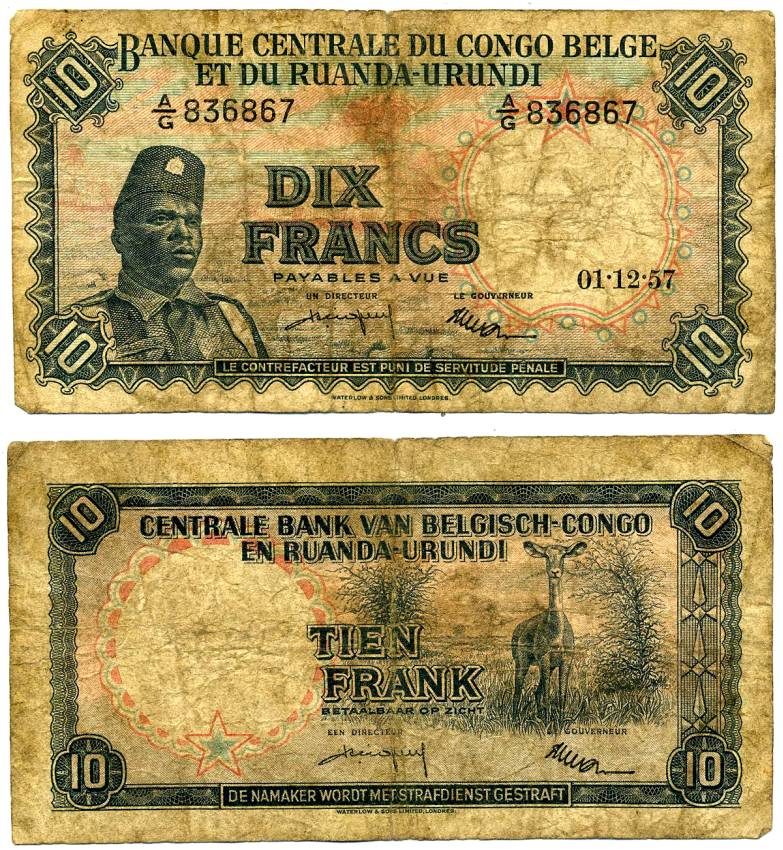 10 10
BANQUE CENTRALE DU CONGO BELGE
ET DU RUANDA-URUNDI
A/G 836867 A/G 836867
DIX
FRANCS
PAYABLES A VUE
01·12·57
UN DIRECTEUR LE GOUVERNEUR
10 10
LE CONTREFACTEUR EST PUNI DE SERVITUDE PÉNALE
WATERLOW & SONS LIMITED, LONDRES.
10 10
CENTRALE BANK VAN BELGISCH-CONGO
EN RUANDA-URUNDI
TIEN
FRANK
BETAALBAAR OP ZICHT
EEN DIRECTEUR DE GOUVERNEUR
10 10
DE NAMAKER WORDT MET STRAFDIENST GESTRAFT
WATERLOW & SONS LIMITED, LONDRES.